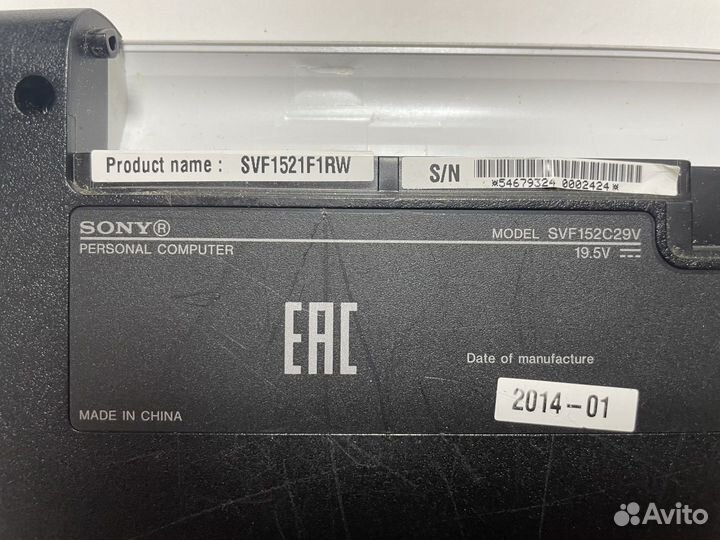 Product name : SVF1521F1RW
S/N
*54679324 0002424*
SONY®
MODEL SVF152C29V
PERSONAL COMPUTER
19.5V
EAC
Date of manufacture
2014-01
MADE IN CHINA
Avito